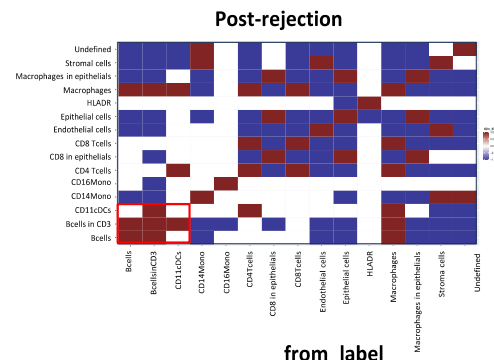 Post-rejection
Undefined
Stromal cells
Macrophages in epithelials
Macrophages
HLADR
Epithelial cells
Endothelial cells
CD8 Tcells
CD8 in epithelials
CD4 Tcells
CD16Mono
CD14Mono
CD11cDCs
Bcells in CD3
Bcells
Bcells
BcellsinCD3
CD11cDCs
CD14Mono
CD16Mono
CD4Tcells
CD8 in epithelials
CD8Tcells
Endothelial cells
Epithelial cells
HLADR
Macrophages
Macrophages in epithelials
Stroma cells
Undefined
from_label